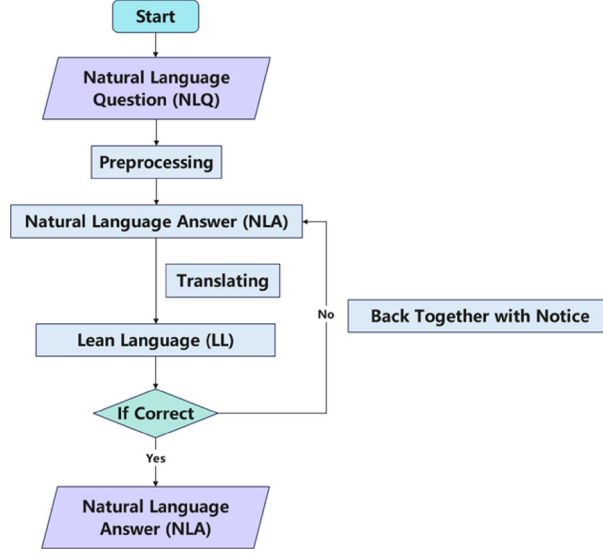 Start
Natural Language
Question (NLQ)
Preprocessing
Natural Language Answer (NLA)
Translating
No
Back Together with Notice
Lean Language (LL)
If Correct
Yes
Natural Language
Answer (NLA)